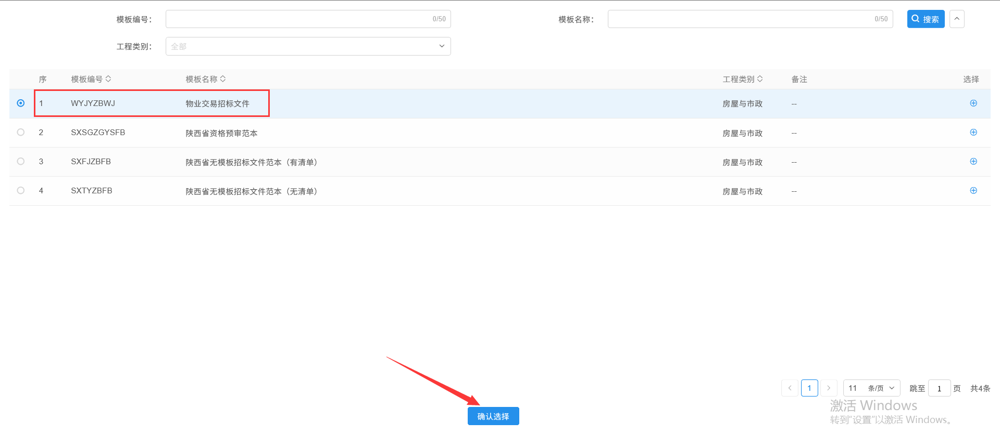 模板编号：
0/50
模板名称：
0/50
搜索
工程类别：
全部
序 模板编号 模板名称 工程类别 备注 选择
1 WYJYZBWJ 物业交易招标文件 房屋与市政 --
2 SXSGZGYSFB 陕西省资格预审范本 房屋与市政 --
3 SXFJZBFB 陕西省无模板招标文件范本（有清单） 房屋与市政 --
4 SXTYZBFB 陕西省无模板招标文件范本（无清单） 房屋与市政 --
1 11 条/页 跳至 1 页 共4条
激活 Windows
转到“设置”以激活 Windows。
确认选择